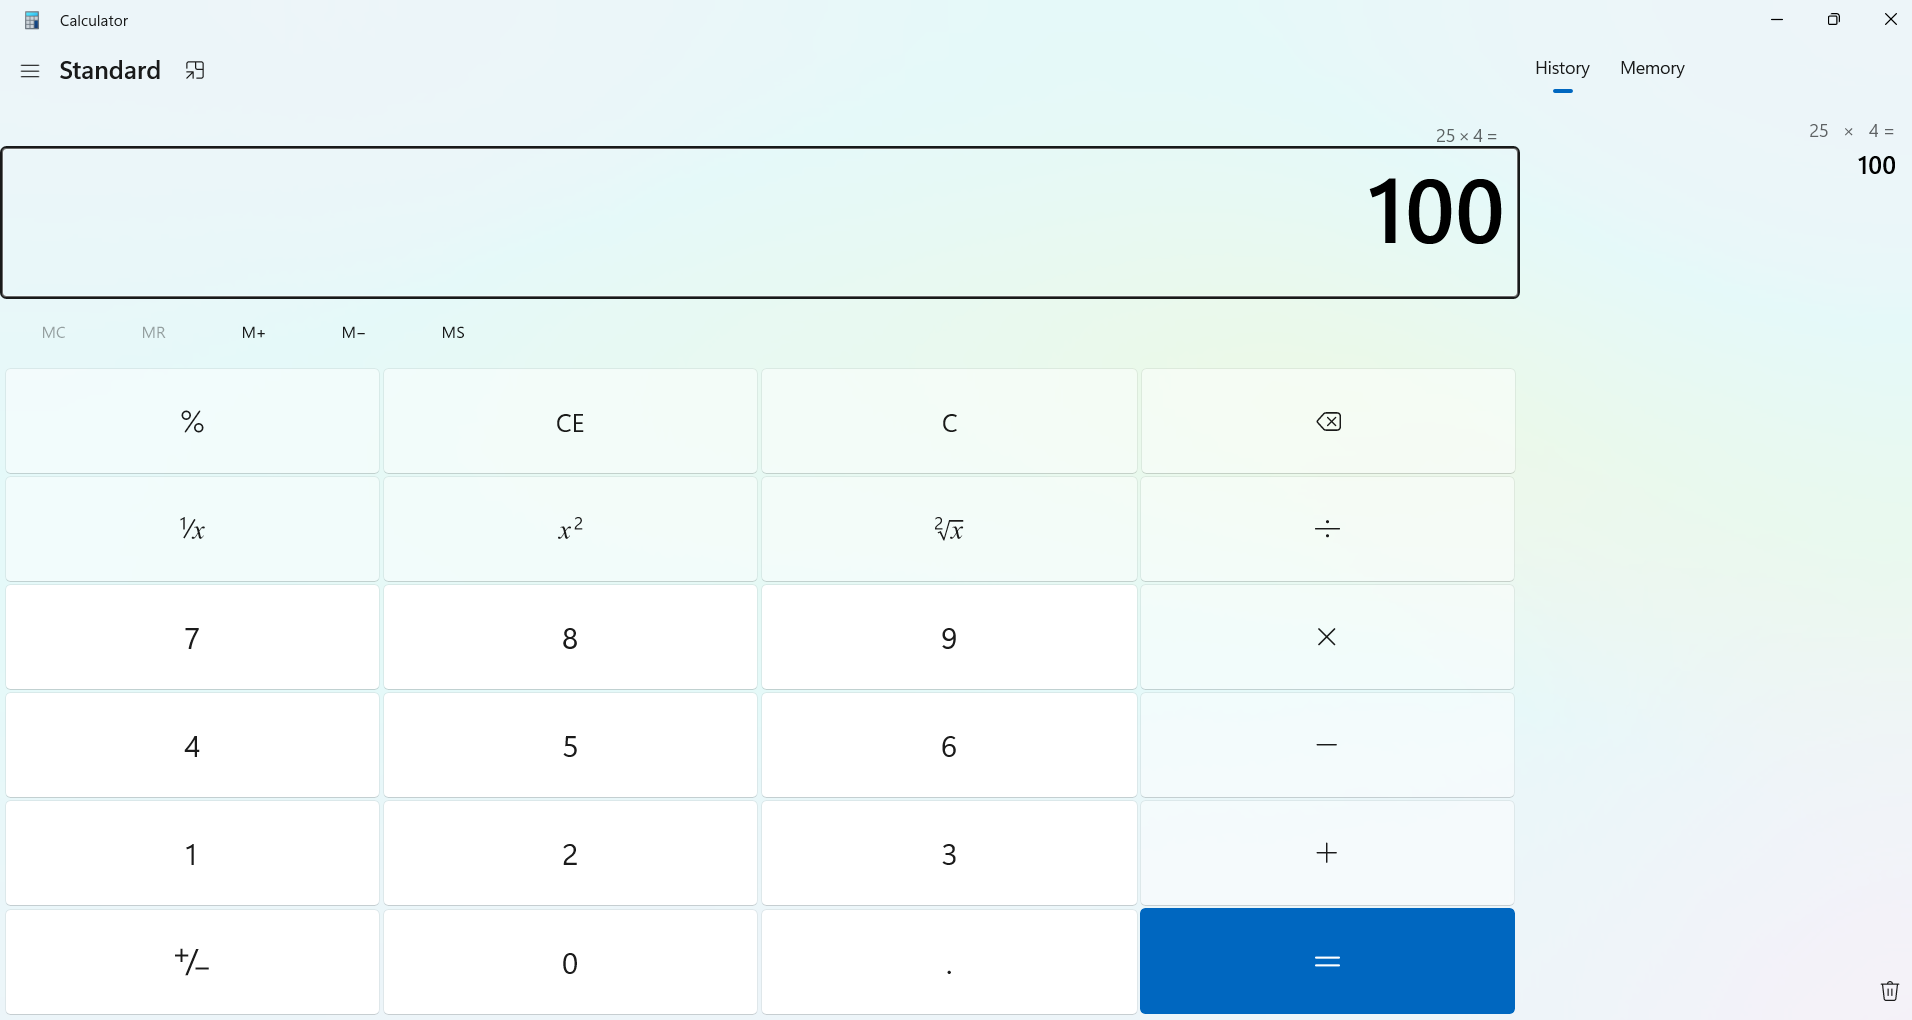 Calculator
Standard
History Memory
25 × 4 =
100
25 × 4 =
100
MC MR M+ M− MS
% CE C
1/x x² ²√x ÷
7 8 9 ×
4 5 6 −
1 2 3 +
+/− 0 . =